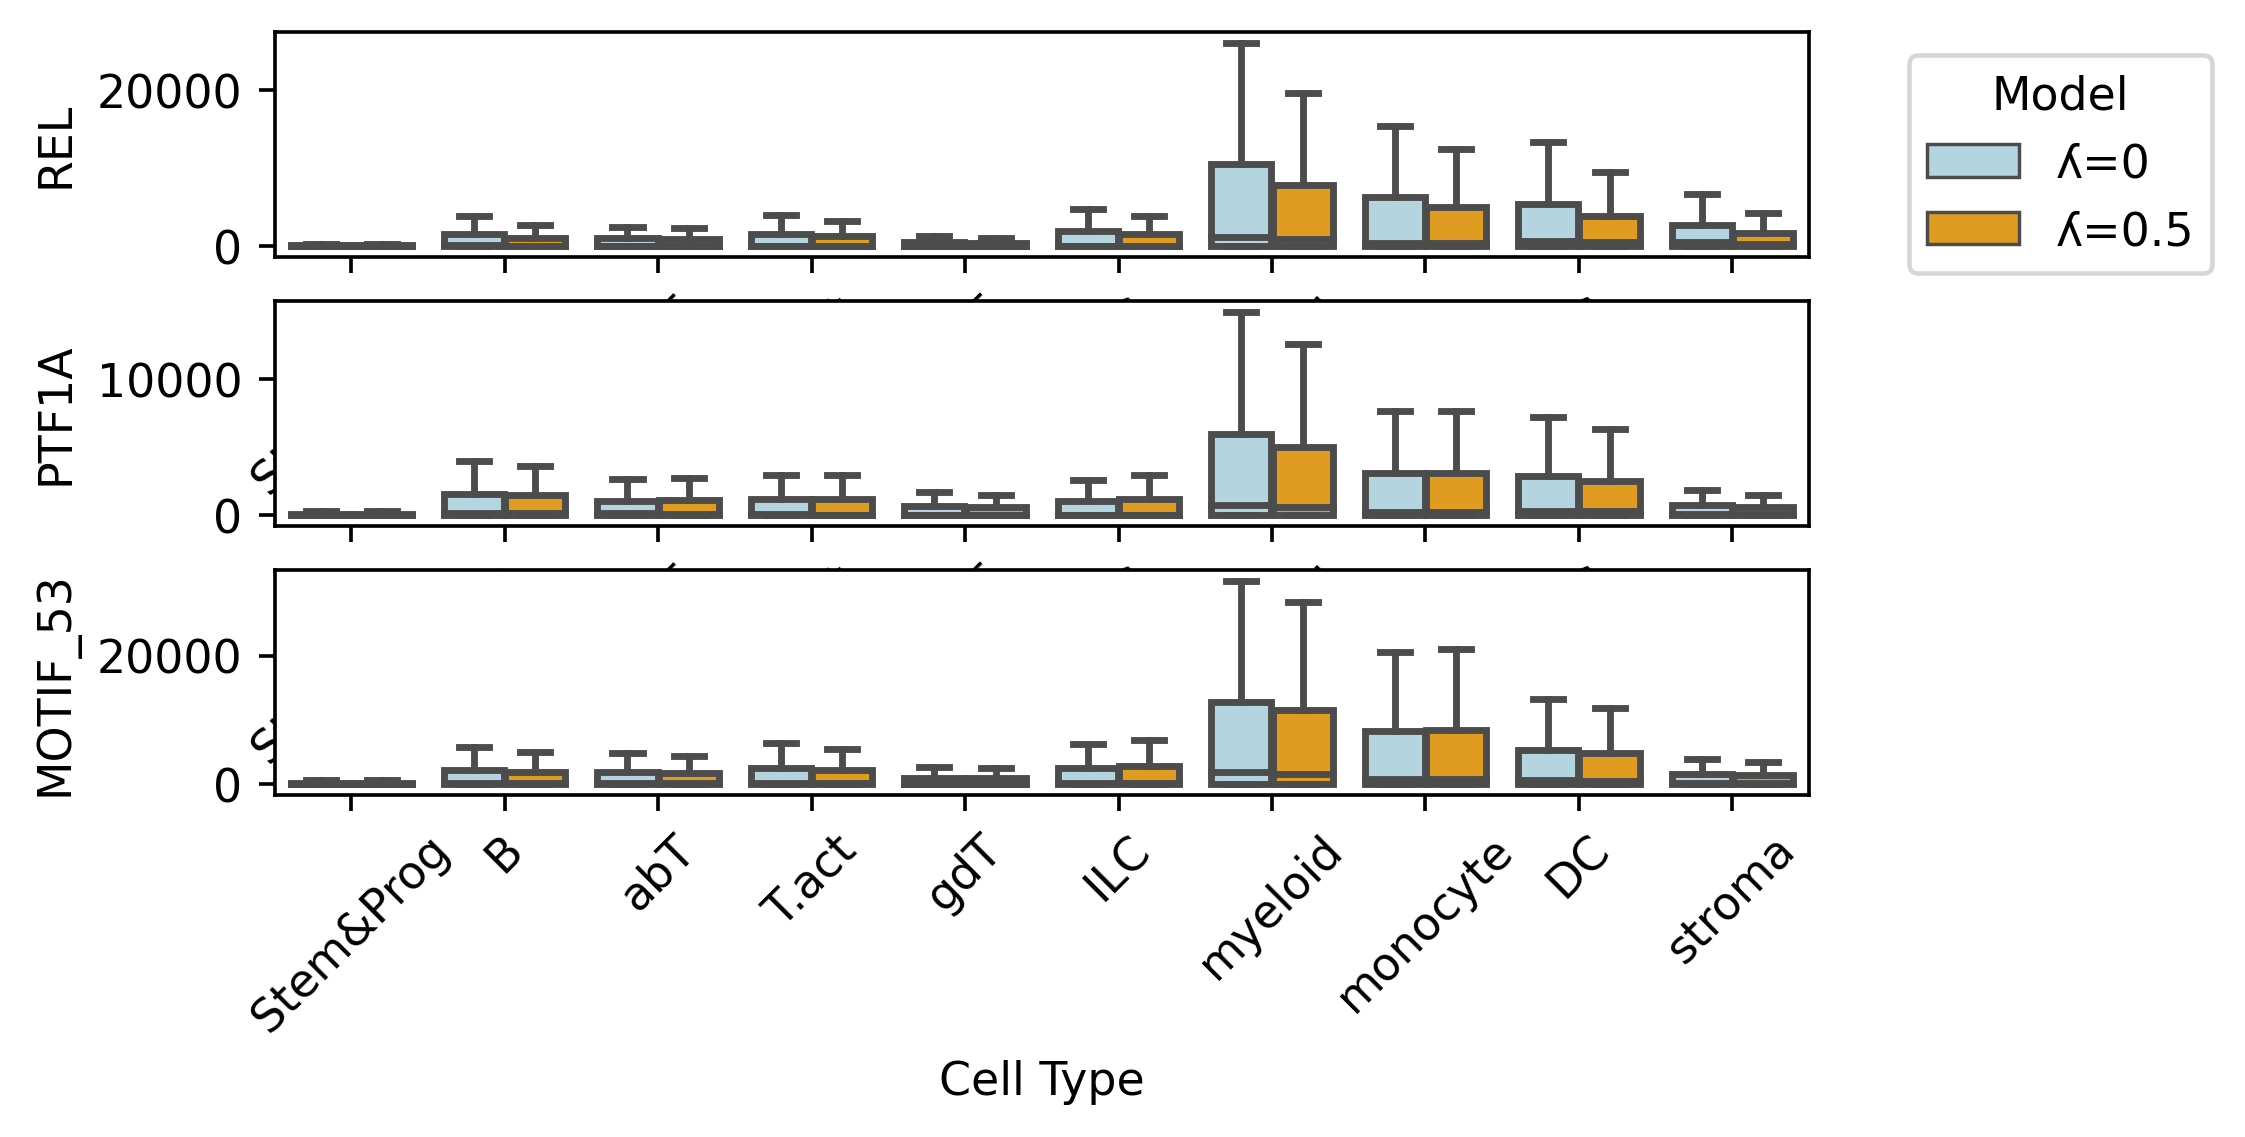 REL
20000
0
Model
ʎ=0
ʎ=0.5
PTF1A
10000
0
MOTIF_53
20000
0
Stem&Prog
B
abT
T.act
gdT
ILC
myeloid
monocyte
DC
stroma
Cell Type